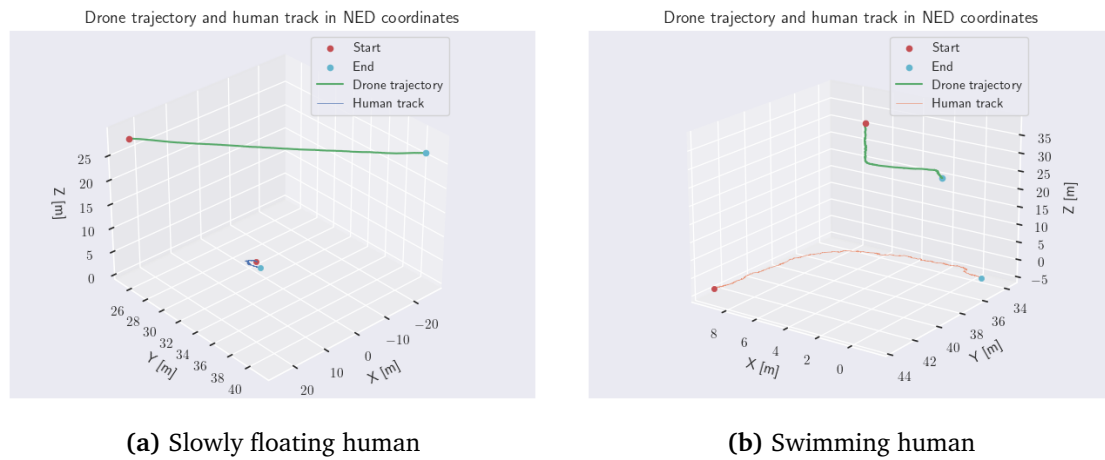 Drone trajectory and human track in NED coordinates
Start
End
Drone trajectory
Human track
25
20
15
10
5
0
Z [m]
26
28
30
32
34
36
38
40
Y [m]
20
10
0
−10
−20
X [m]
(a) Slowly floating human
Drone trajectory and human track in NED coordinates
Start
End
Drone trajectory
Human track
35
30
25
20
15
10
5
0
−5
Z [m]
8
6
4
2
0
X [m]
34
36
38
40
42
44
Y [m]
(b) Swimming human